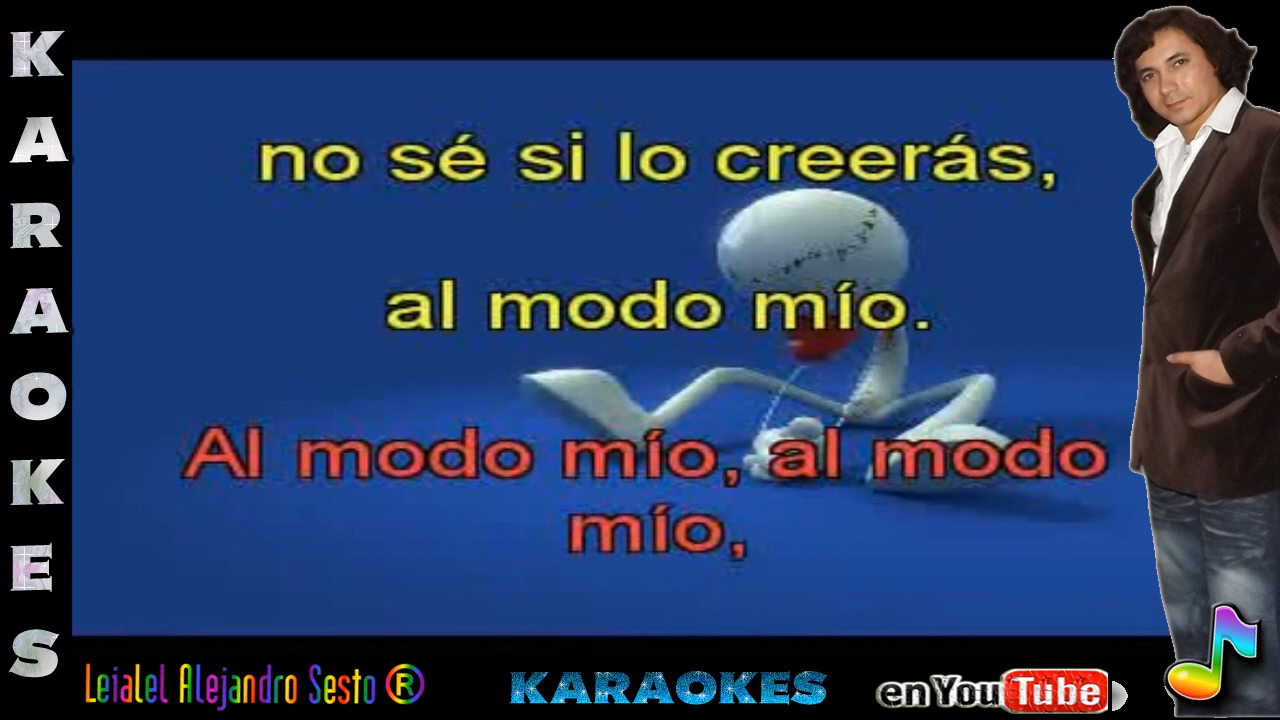 KARAOKES
no sé si lo creerás,
al modo mío.
Al modo mío, al modo
mío,
Leialel Alejandro Sesto ®
KARAOKES
en YouTube